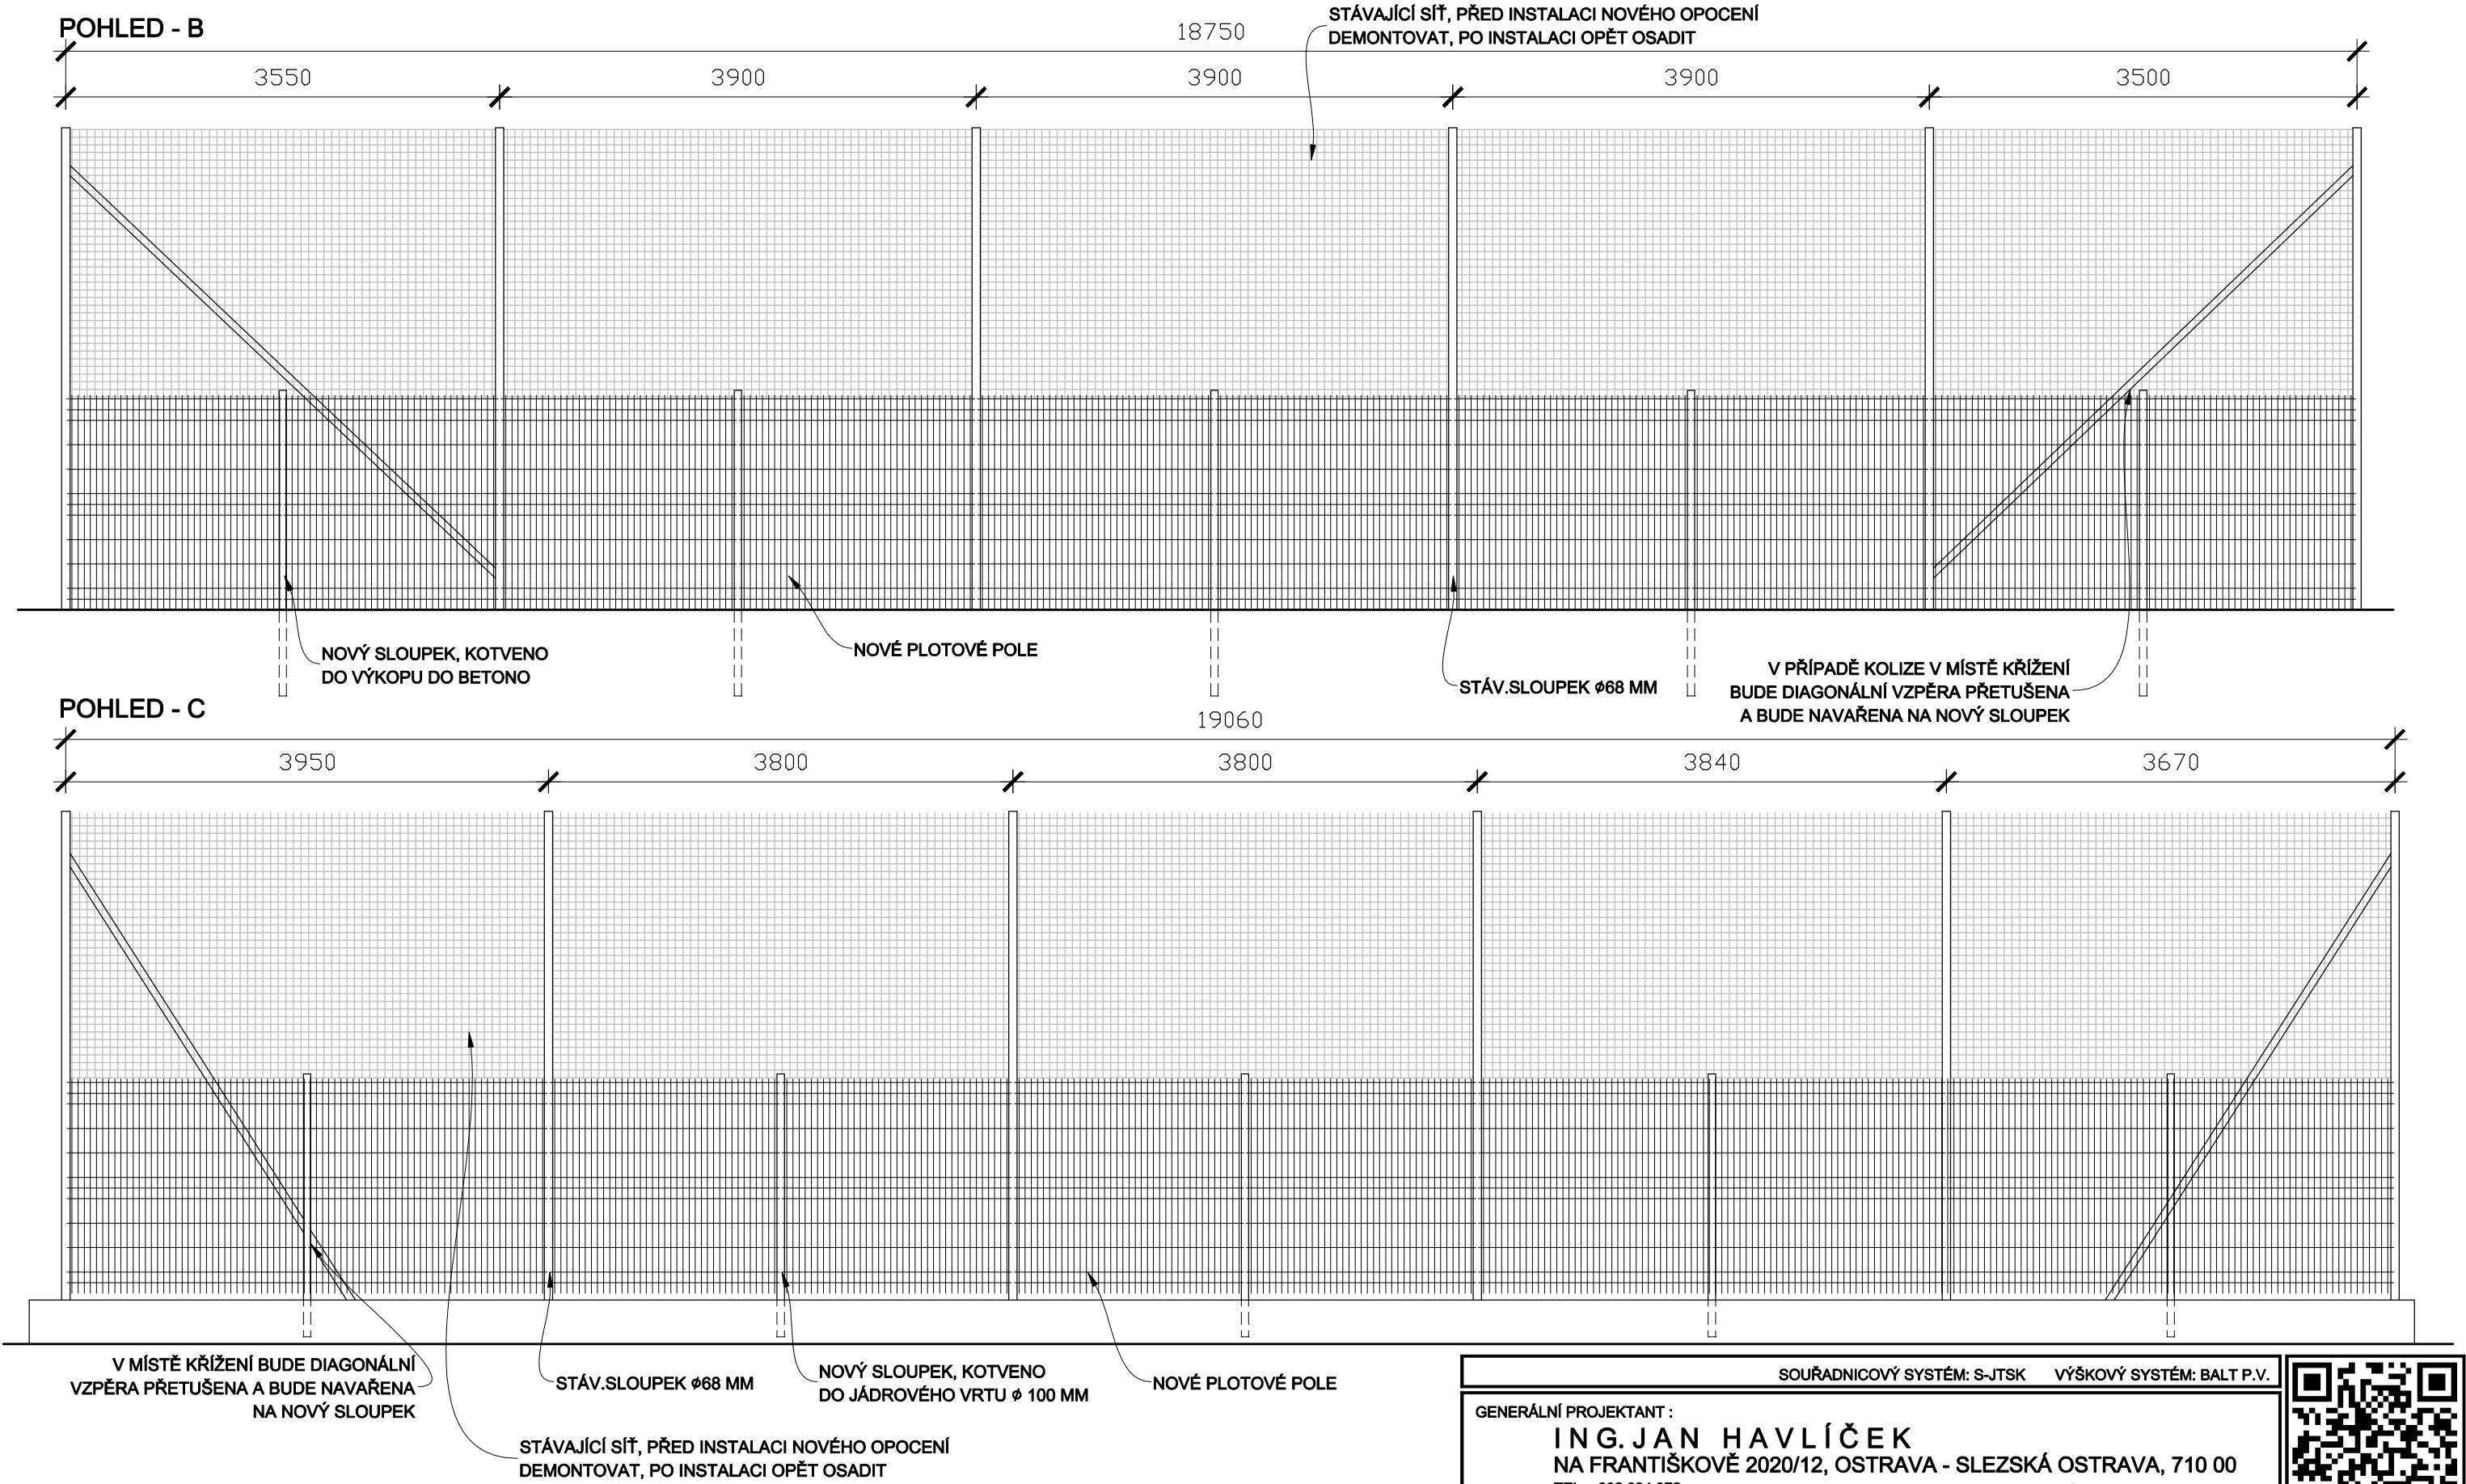 POHLED - B
STÁVAJÍCÍ SÍŤ, PŘED INSTALACI NOVÉHO OPOCENÍ
DEMONTOVAT, PO INSTALACI OPĚT OSADIT
18750
3550
3900
3900
3900
3500
NOVÝ SLOUPEK, KOTVENO
DO VÝKOPU DO BETONO
NOVÉ PLOTOVÉ POLE
STÁV.SLOUPEK ø68 MM
V PŘÍPADĚ KOLIZE V MÍSTĚ KŘÍŽENÍ
BUDE DIAGONÁLNÍ VZPĚRA PŘETUŠENA
A BUDE NAVAŘENA NA NOVÝ SLOUPEK
POHLED - C
19060
3950
3800
3800
3840
3670
V MÍSTĚ KŘÍŽENÍ BUDE DIAGONÁLNÍ
VZPĚRA PŘETUŠENA A BUDE NAVAŘENA
NA NOVÝ SLOUPEK
STÁV.SLOUPEK ø68 MM
NOVÝ SLOUPEK, KOTVENO
DO JÁDROVÉHO VRTU ø 100 MM
NOVÉ PLOTOVÉ POLE
STÁVAJÍCÍ SÍŤ, PŘED INSTALACI NOVÉHO OPOCENÍ
DEMONTOVAT, PO INSTALACI OPĚT OSADIT
SOUŘADNICOVÝ SYSTÉM: S-JTSK VÝŠKOVÝ SYSTÉM: BALT P.V.
GENERÁLNÍ PROJEKTANT :
ING. JAN HAVLÍČEK
NA FRANTIŠKOVĚ 2020/12, OSTRAVA - SLEZSKÁ OSTRAVA, 710 00